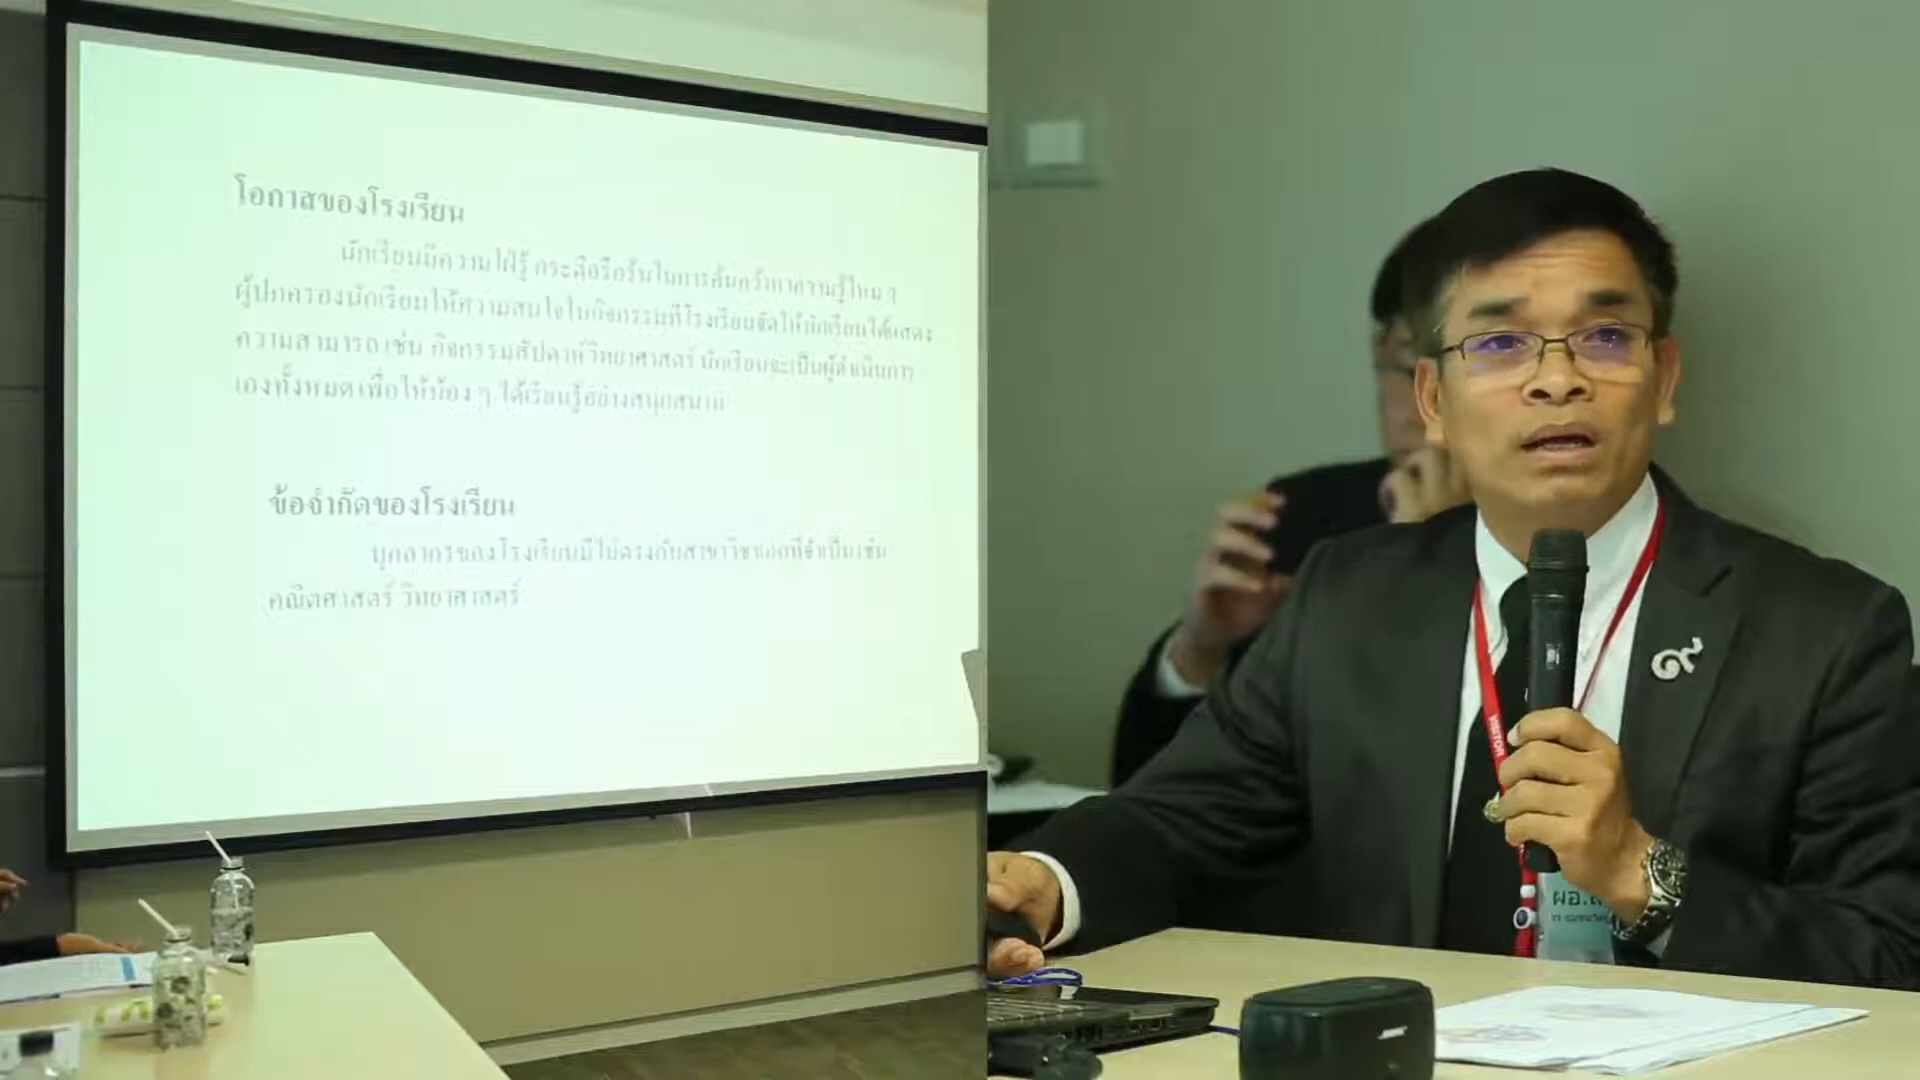 โอกาสของโรงเรียน
นักเรียนมีความใฝ่รู้ กระตือรือร้นในการค้นคว้าหาความรู้ใหม่ ๆ
ผู้ปกครองนักเรียนให้ความสนใจในกิจกรรมที่โรงเรียนจัดให้นักเรียนได้แสดง
ความสามารถ เช่น กิจกรรมสัปดาห์วิทยาศาสตร์ นักเรียนจะเป็นผู้ดำเนินการ
เองทั้งหมด เพื่อให้น้อง ๆ ได้เรียนรู้อย่างสนุกสนาน
ข้อจำกัดของโรงเรียน
บุคลากรของโรงเรียนมีไม่ตรงกับสาขาวิชาเอกที่จำเป็น เช่น
คณิตศาสตร์ วิทยาศาสตร์
๙
VISITOR
ผอ.
BOSE